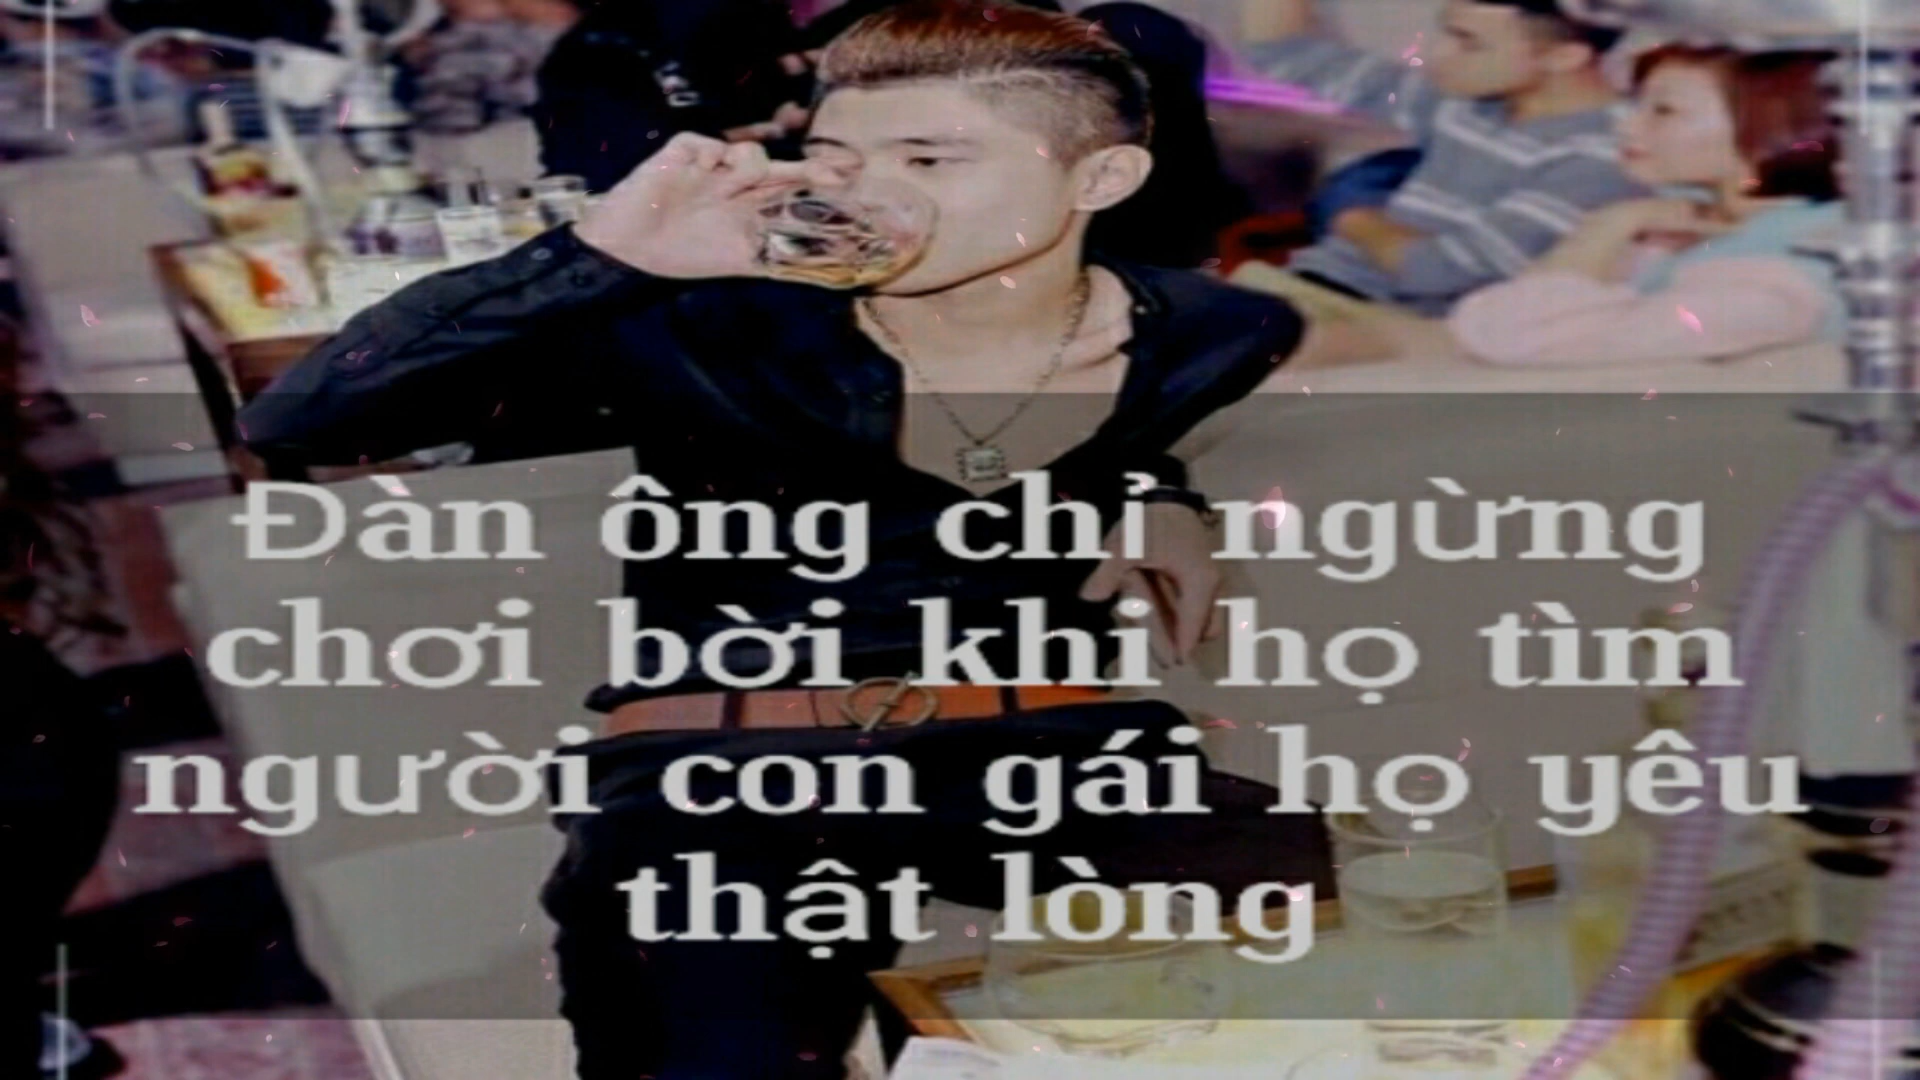 Đàn ông chỉ ngừng
chơi bời khi họ tìm
người con gái họ yêu
thật lòng